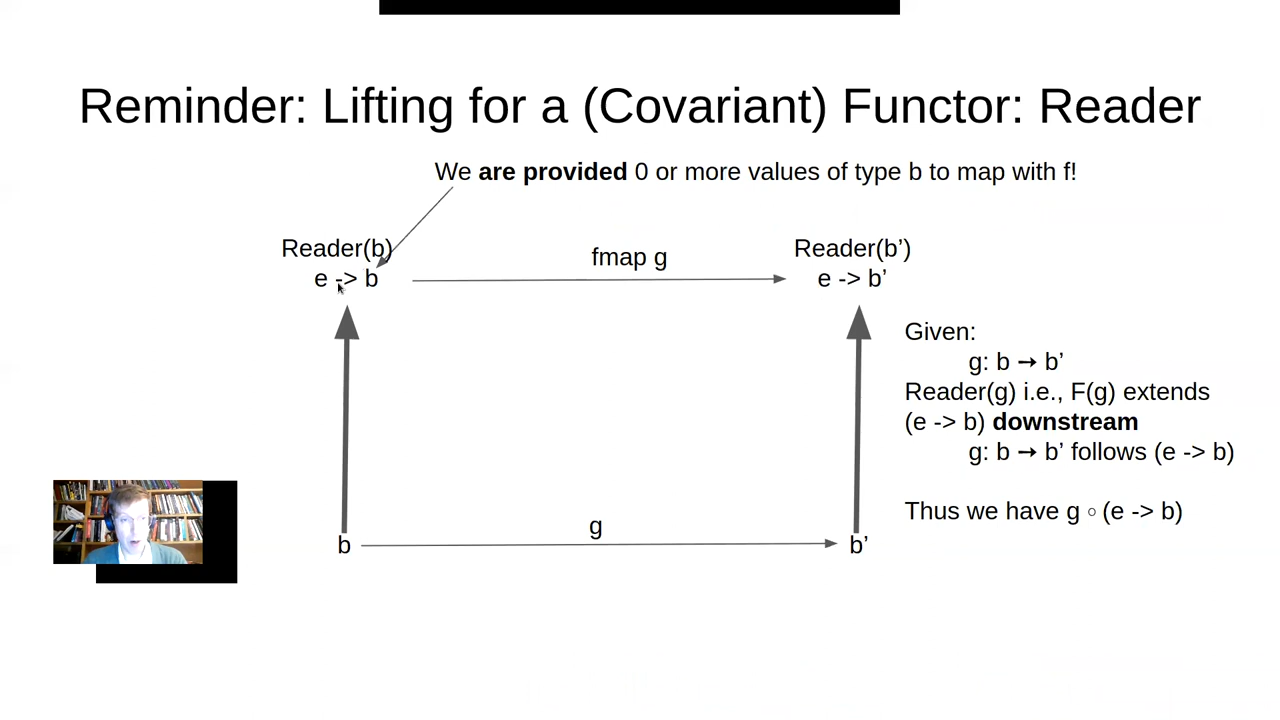 Reminder: Lifting for a (Covariant) Functor: Reader
We are provided 0 or more values of type b to map with f!
Reader(b)
e -> b
fmap g
Reader(b’)
e -> b’
Given:
g: b → b’
Reader(g) i.e., F(g) extends
(e -> b) downstream
g: b → b’ follows (e -> b)
Thus we have g ○ (e -> b)
b
g
b’